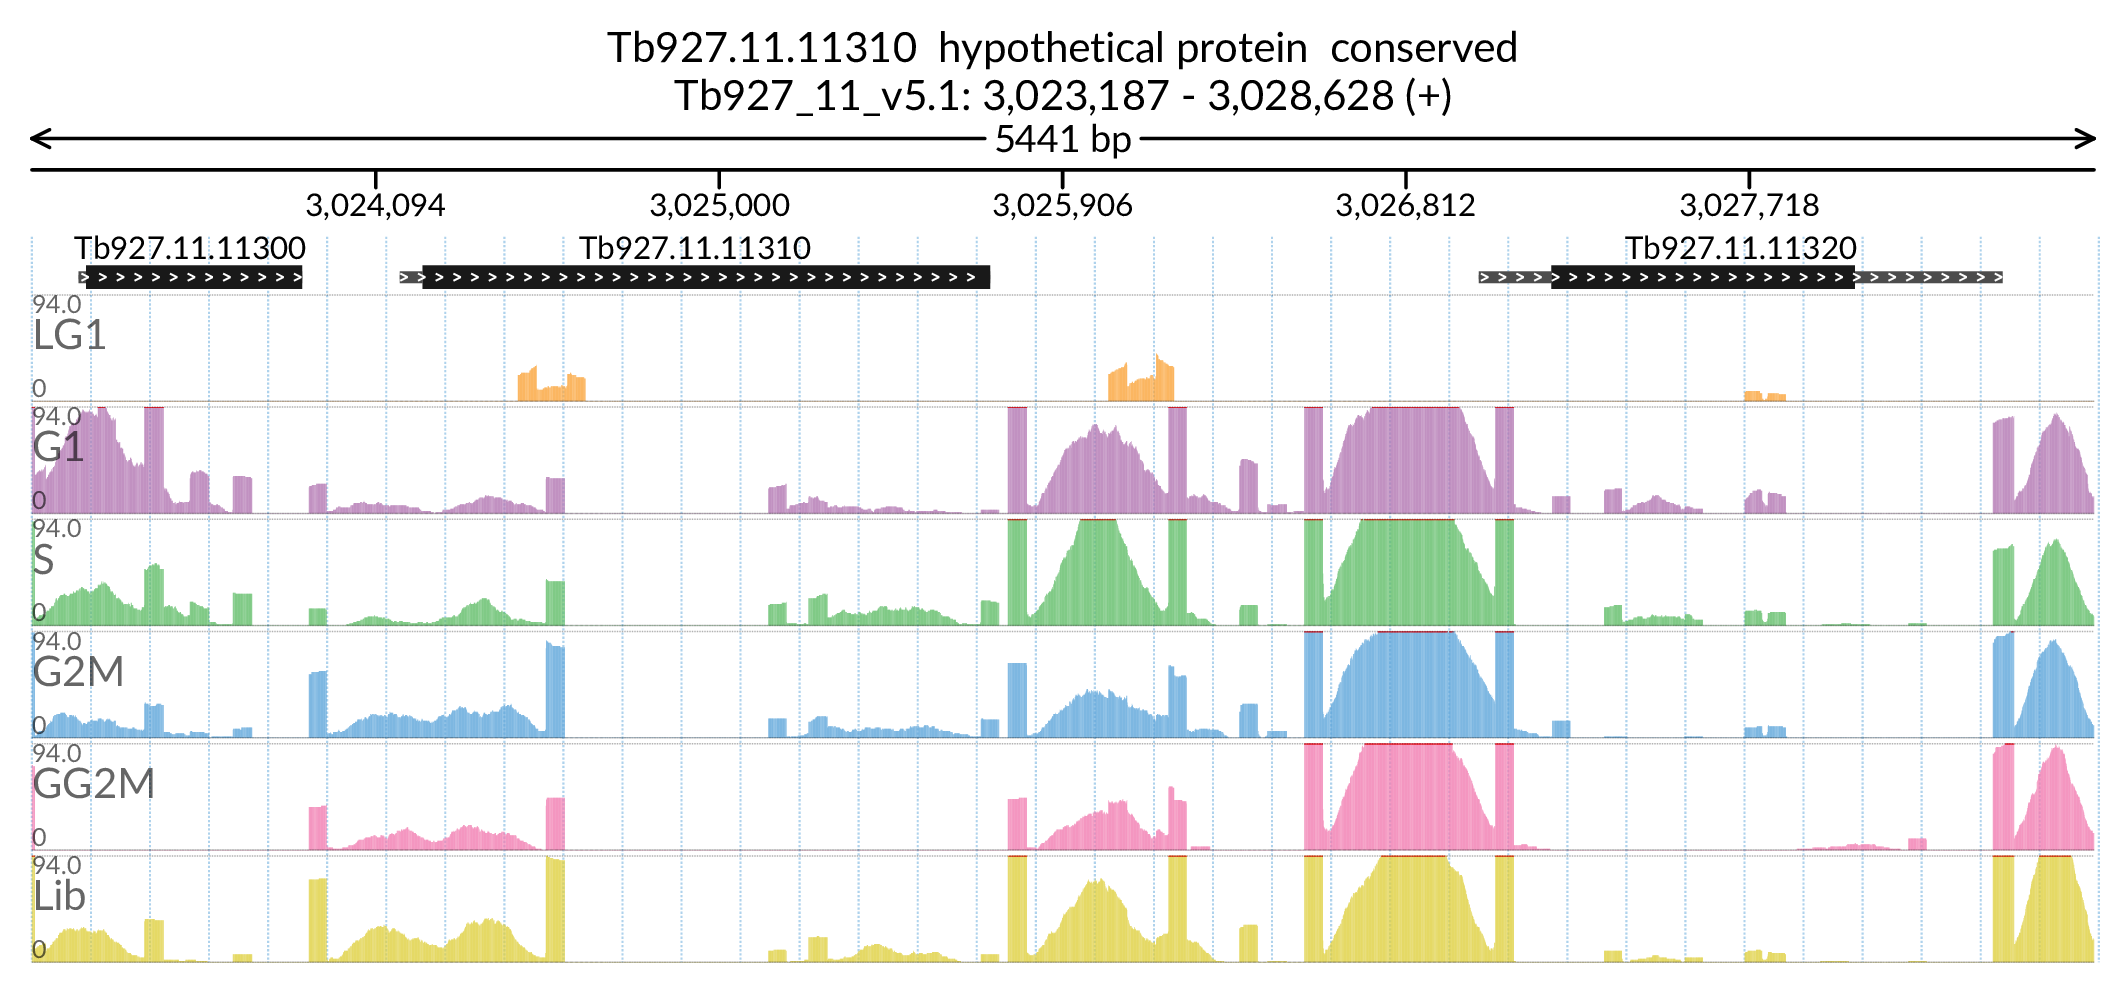 Tb927.11.11310 hypothetical protein conserved
Tb927_11_v5.1: 3,023,187 - 3,028,628 (+)
5441 bp
3,024,094 3,025,000 3,025,906 3,026,812 3,027,718
Tb927.11.11300 Tb927.11.11310 Tb927.11.11320
94.0
LG1
0
94.0
G1
0
94.0
S
0
94.0
G2M
0
94.0
GG2M
0
94.0
Lib
0